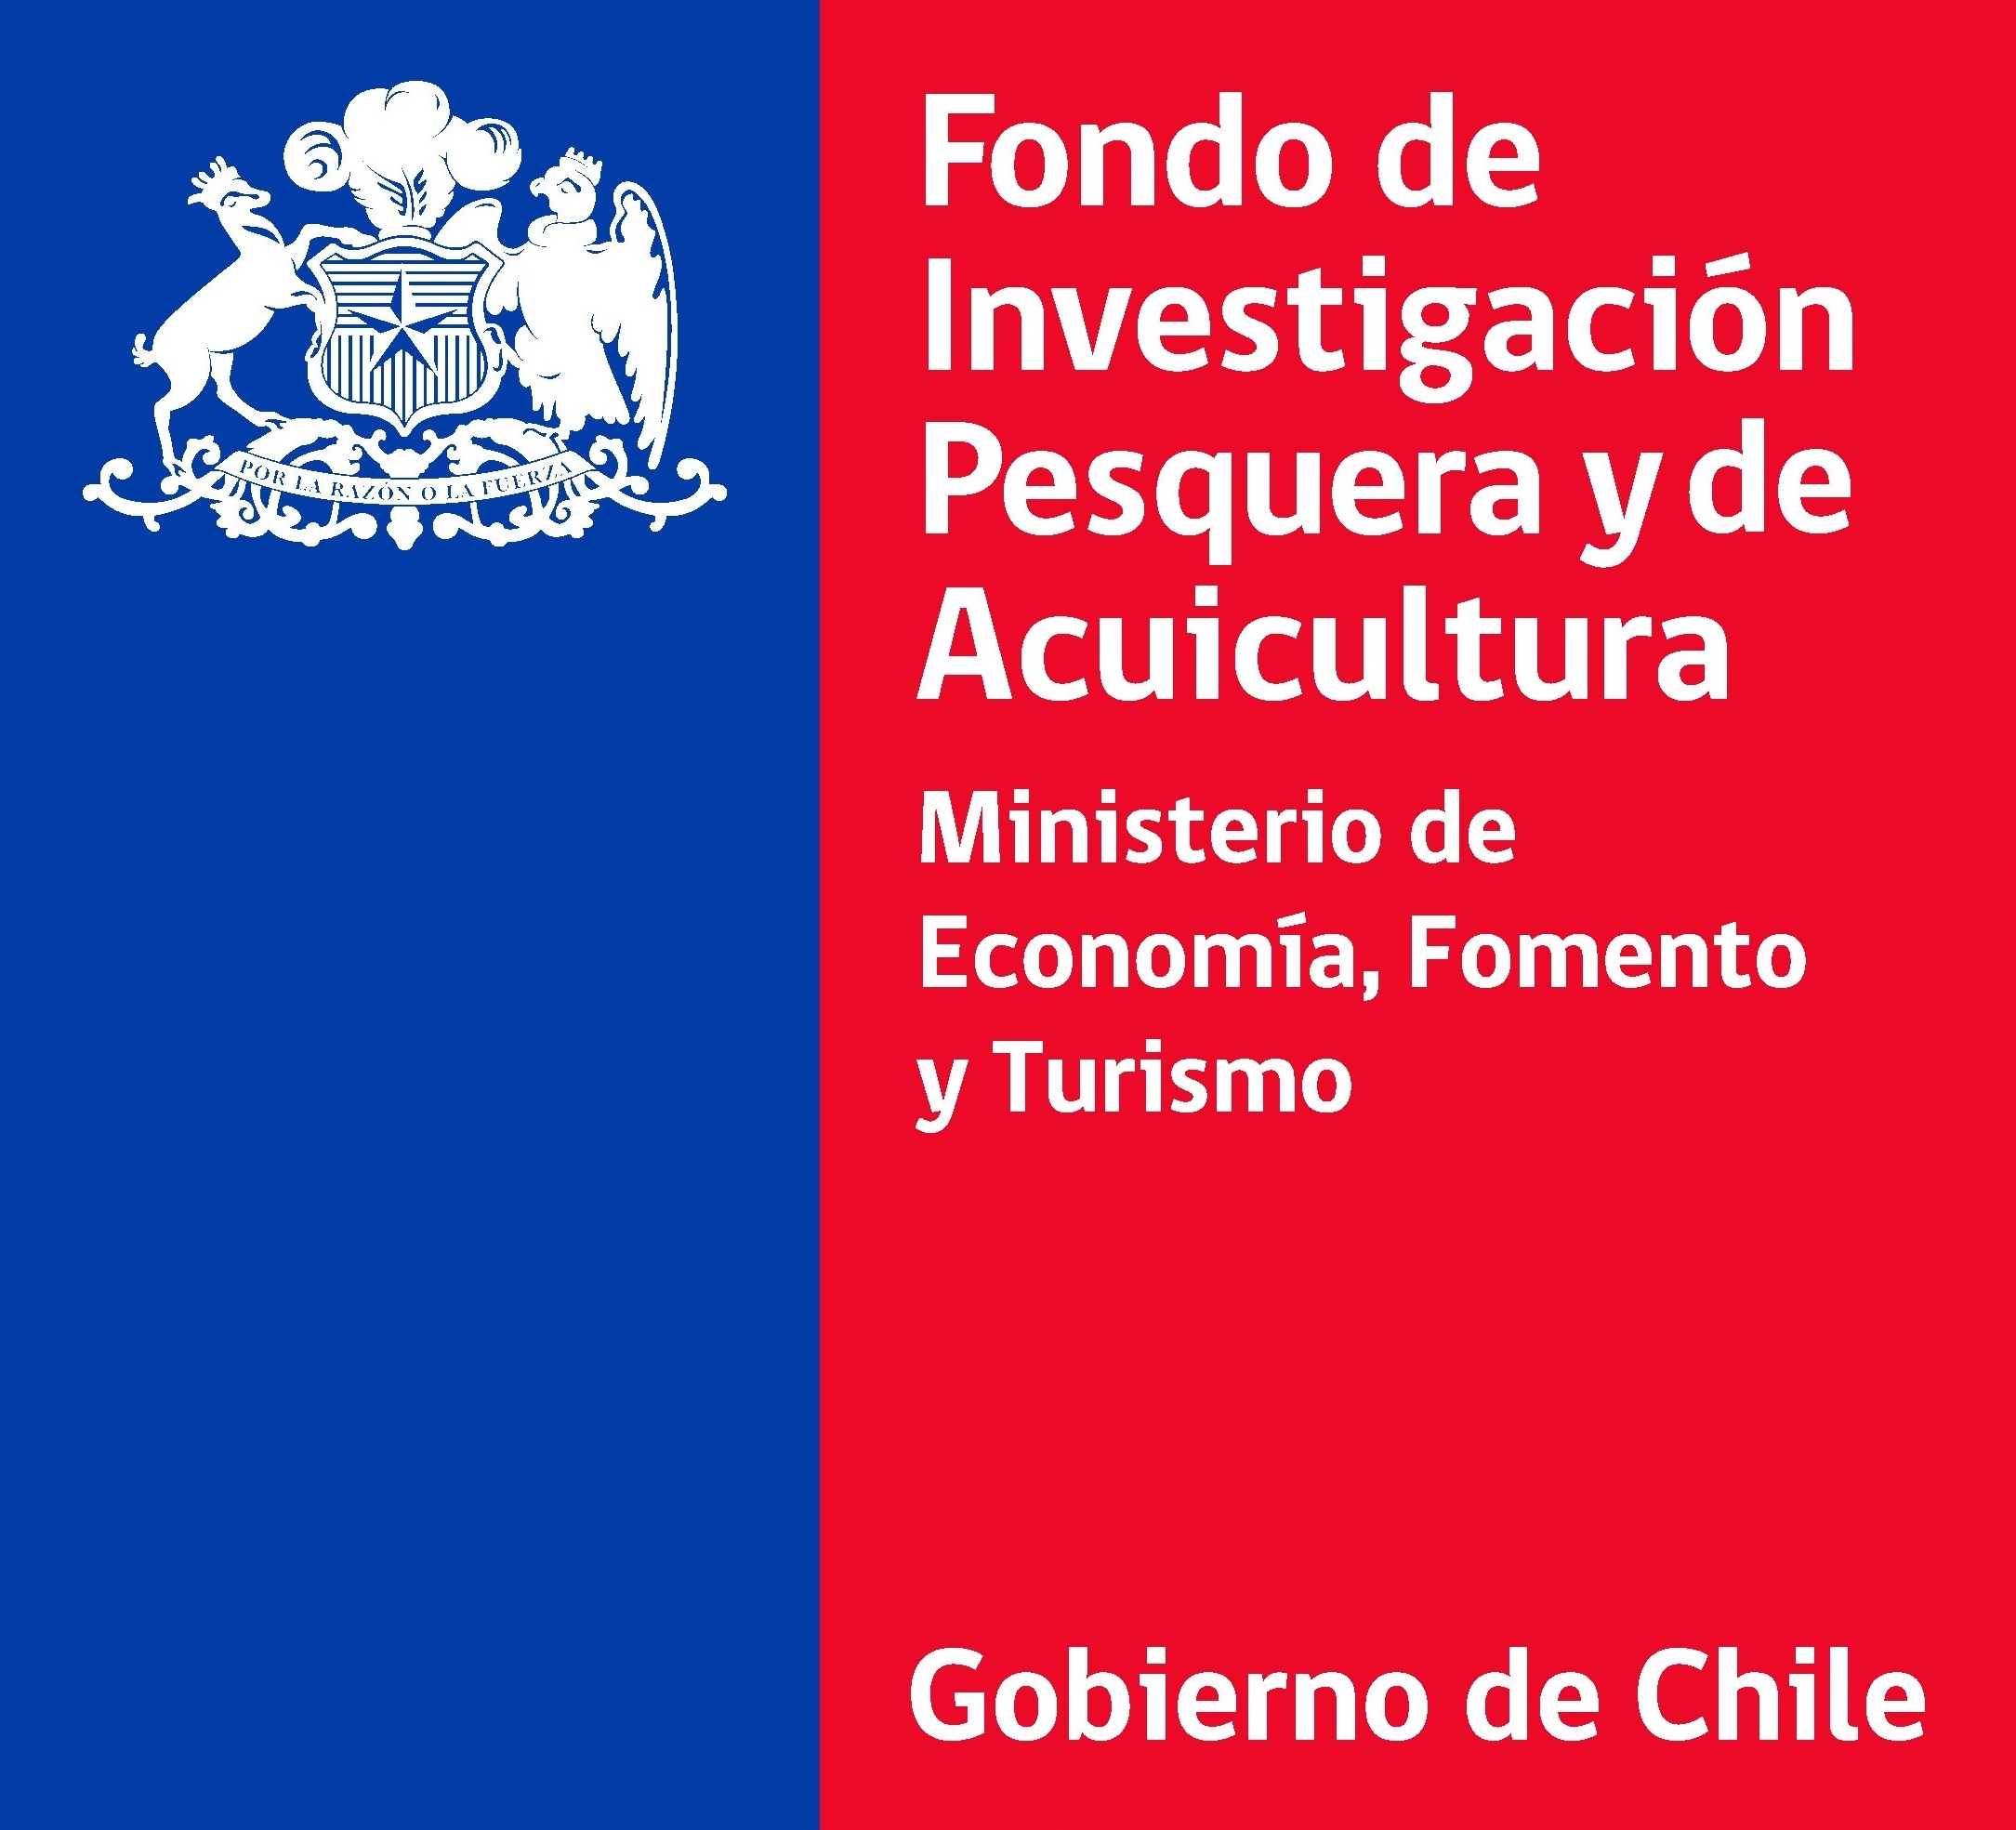 POR LA RAZÓN O LA FUERZA
Fondo de
Investigación
Pesquera y de
Acuicultura
Ministerio de
Economía, Fomento
y Turismo
Gobierno de Chile